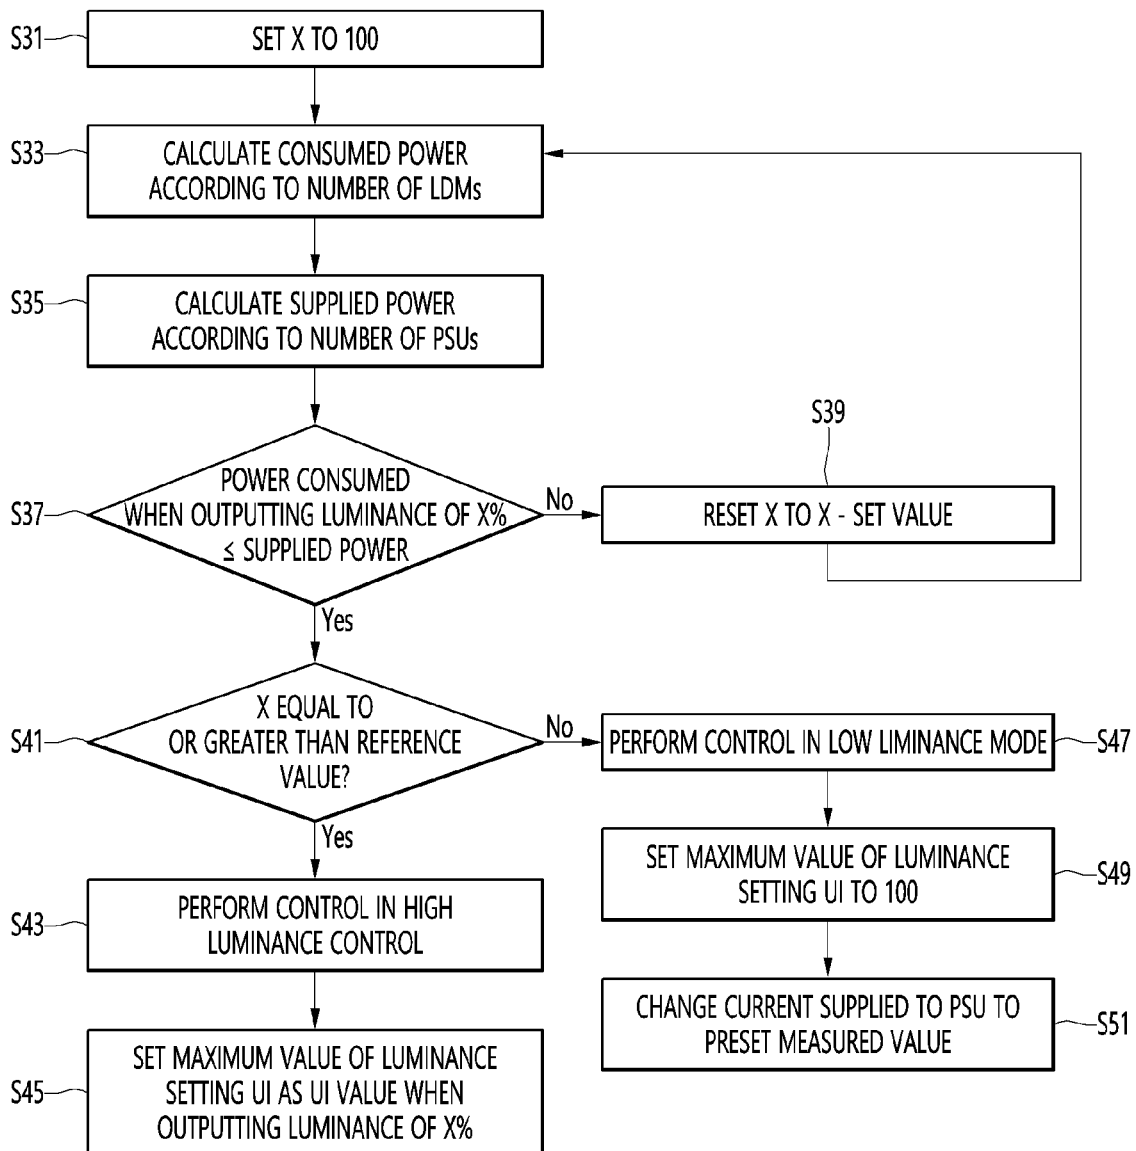 S31
SET X TO 100
S33
CALCULATE CONSUMED POWER
ACCORDING TO NUMBER OF LDMs
S35
CALCULATE SUPPLIED POWER
ACCORDING TO NUMBER OF PSUs
S39
S37
POWER CONSUMED
WHEN OUTPUTTING LUMINANCE OF X%
≤ SUPPLIED POWER
No
RESET X TO X - SET VALUE
Yes
S41
X EQUAL TO
OR GREATER THAN REFERENCE
VALUE?
No
PERFORM CONTROL IN LOW LIMINANCE MODE
S47
Yes
SET MAXIMUM VALUE OF LUMINANCE
SETTING UI TO 100
S49
S43
PERFORM CONTROL IN HIGH
LUMINANCE CONTROL
CHANGE CURRENT SUPPLIED TO PSU TO
PRESET MEASURED VALUE
S51
S45
SET MAXIMUM VALUE OF LUMINANCE
SETTING UI AS UI VALUE WHEN
OUTPUTTING LUMINANCE OF X%